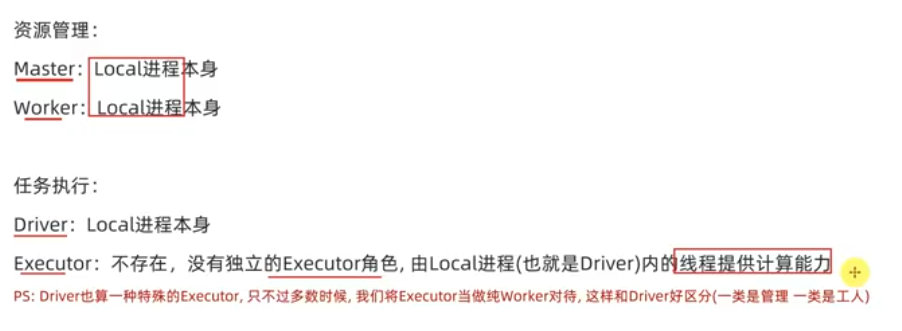 资源管理：
Master：Local进程本身
Worker：Local进程本身
任务执行：
Driver：Local进程本身
Executor：不存在，没有独立的Executor角色, 由Local进程(也就是Driver)内的线程提供计算能力
PS: Driver也算一种特殊的Executor, 只不过多数时候, 我们将Executor当做纯Worker对待, 这样和Driver好区分(一类是管理 一类是工人)